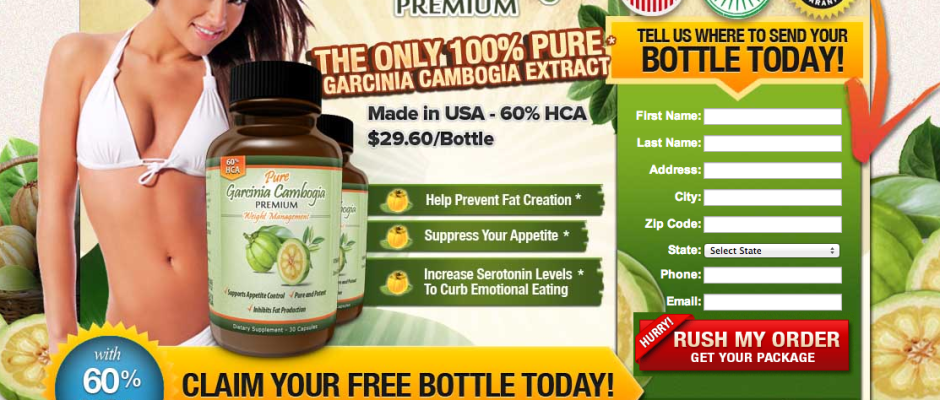 PREMIUM
THE ONLY 100% PURE*
GARCINIA CAMBOGIA EXTRACT
Made in USA - 60% HCA
$29.60/Bottle
60% HCA
Pure
Garcinia Cambogia
PREMIUM
Weight Management
✓Supports Appetite Control ✓Pure and Potent
✓Inhibits Fat Production
Dietary Supplement - 30 Capsules
Help Prevent Fat Creation *
Suppress Your Appetite *
Increase Serotonin Levels *
To Curb Emotional Eating
TELL US WHERE TO SEND YOUR
BOTTLE TODAY!
First Name:
Last Name:
Address:
City:
Zip Code:
State: Select State
Phone:
Email:
HURRY!
RUSH MY ORDER
GET YOUR PACKAGE
with
60%
CLAIM YOUR FREE BOTTLE TODAY!